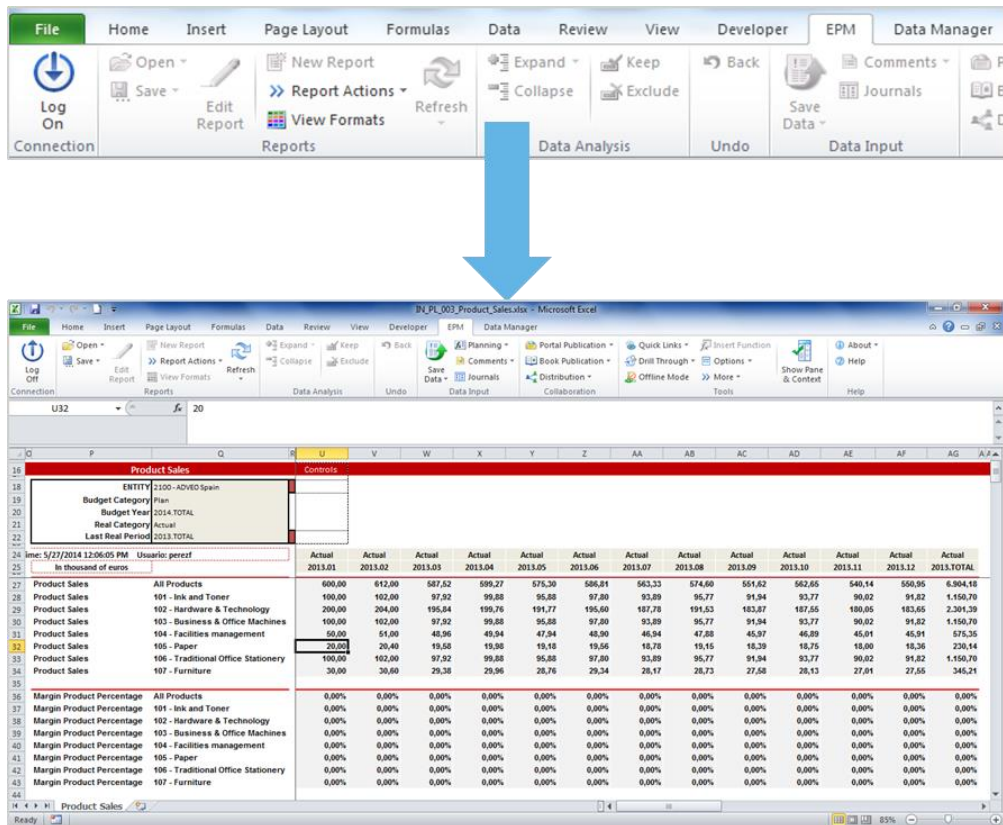 File Home Insert Page Layout Formulas Data Review View Developer EPM Data Manager
Open New Report Expand Keep Back Comments
Save Report Actions Collapse Exclude Journals
Log On Edit Report View Formats Refresh Save Data
Connection Reports Data Analysis Undo Data Input
IN_PL_003_Product_Sales.xlsx - Microsoft Excel
File Home Insert Page Layout Formulas Data Review View Developer EPM Data Manager
Open New Report Expand Keep Back Planning Portal Publication Quick Links Insert Function About
Save Report Actions Collapse Exclude Comments Book Publication Drill Through Options Help
Log Off Edit Report View Formats Refresh Save Data Journals Distribution Offline Mode More Show Pane & Context
Connection Reports Data Analysis Undo Data Input Collaboration Tools Help
U32 fx 20
P Q R U V W X Y Z AA AB AC AD AE AF AG
16 Product Sales Controls
18 ENTITY 2100 - ADVEO Spain
19 Budget Category Plan
20 Budget Year 2014.TOTAL
21 Real Category Actual
22 Last Real Period 2013.TOTAL
24 ime: 5/27/2014 12:06:05 PM Usuario: perezf Actual Actual Actual Actual Actual Actual Actual Actual Actual Actual Actual Actual Actual
25 In thousand of euros 2013.01 2013.02 2013.03 2013.04 2013.05 2013.06 2013.07 2013.08 2013.09 2013.10 2013.11 2013.12 2013.TOTAL
27 Product Sales All Products 600,00 612,00 587,52 599,27 575,30 586,81 563,33 574,60 551,62 562,65 540,14 550,95 6.904,18
28 Product Sales 101 - Ink and Toner 100,00 102,00 97,92 99,88 95,88 97,80 93,89 95,77 91,94 93,77 90,02 91,82 1.150,70
29 Product Sales 102 - Hardware & Technology 200,00 204,00 195,84 199,76 191,77 195,60 187,78 191,53 183,87 187,55 180,05 183,65 2.301,39
30 Product Sales 103 - Business & Office Machines 100,00 102,00 97,92 99,88 95,88 97,80 93,89 95,77 91,94 93,77 90,02 91,82 1.150,70
31 Product Sales 104 - Facilities management 50,00 51,00 48,96 49,94 47,94 48,90 46,94 47,88 45,97 46,89 45,01 45,91 575,35
32 Product Sales 105 - Paper 20,00 20,40 19,58 19,98 19,18 19,56 18,78 19,15 18,39 18,75 18,00 18,36 230,14
33 Product Sales 106 - Traditional Office Stationery 100,00 102,00 97,92 99,88 95,88 97,80 93,89 95,77 91,94 93,77 90,02 91,82 1.150,70
34 Product Sales 107 - Furniture 30,00 30,60 29,38 29,96 28,76 29,34 28,17 28,73 27,58 28,13 27,01 27,55 345,21
35
36 Margin Product Percentage All Products 0,00% 0,00% 0,00% 0,00% 0,00% 0,00% 0,00% 0,00% 0,00% 0,00% 0,00% 0,00% 0,00%
37 Margin Product Percentage 101 - Ink and Toner 0,00% 0,00% 0,00% 0,00% 0,00% 0,00% 0,00% 0,00% 0,00% 0,00% 0,00% 0,00% 0,00%
38 Margin Product Percentage 102 - Hardware & Technology 0,00% 0,00% 0,00% 0,00% 0,00% 0,00% 0,00% 0,00% 0,00% 0,00% 0,00% 0,00% 0,00%
39 Margin Product Percentage 103 - Business & Office Machines 0,00% 0,00% 0,00% 0,00% 0,00% 0,00% 0,00% 0,00% 0,00% 0,00% 0,00% 0,00% 0,00%
40 Margin Product Percentage 104 - Facilities management 0,00% 0,00% 0,00% 0,00% 0,00% 0,00% 0,00% 0,00% 0,00% 0,00% 0,00% 0,00% 0,00%
41 Margin Product Percentage 105 - Paper 0,00% 0,00% 0,00% 0,00% 0,00% 0,00% 0,00% 0,00% 0,00% 0,00% 0,00% 0,00% 0,00%
42 Margin Product Percentage 106 - Traditional Office Stationery 0,00% 0,00% 0,00% 0,00% 0,00% 0,00% 0,00% 0,00% 0,00% 0,00% 0,00% 0,00% 0,00%
43 Margin Product Percentage 107 - Furniture 0,00% 0,00% 0,00% 0,00% 0,00% 0,00% 0,00% 0,00% 0,00% 0,00% 0,00% 0,00% 0,00%
44
Product Sales
Ready 85%